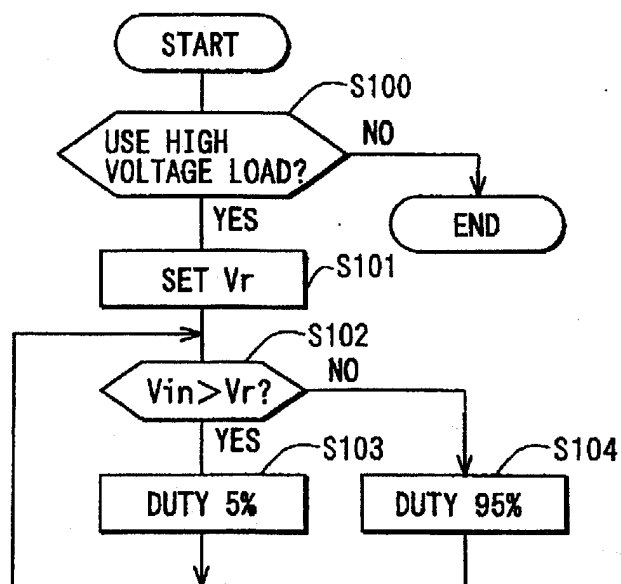 START
S100
USE HIGH
VOLTAGE LOAD?
NO
YES
END
SET Vr
S101
S102
Vin>Vr?
NO
YES
S103
S104
DUTY 5%
DUTY 95%